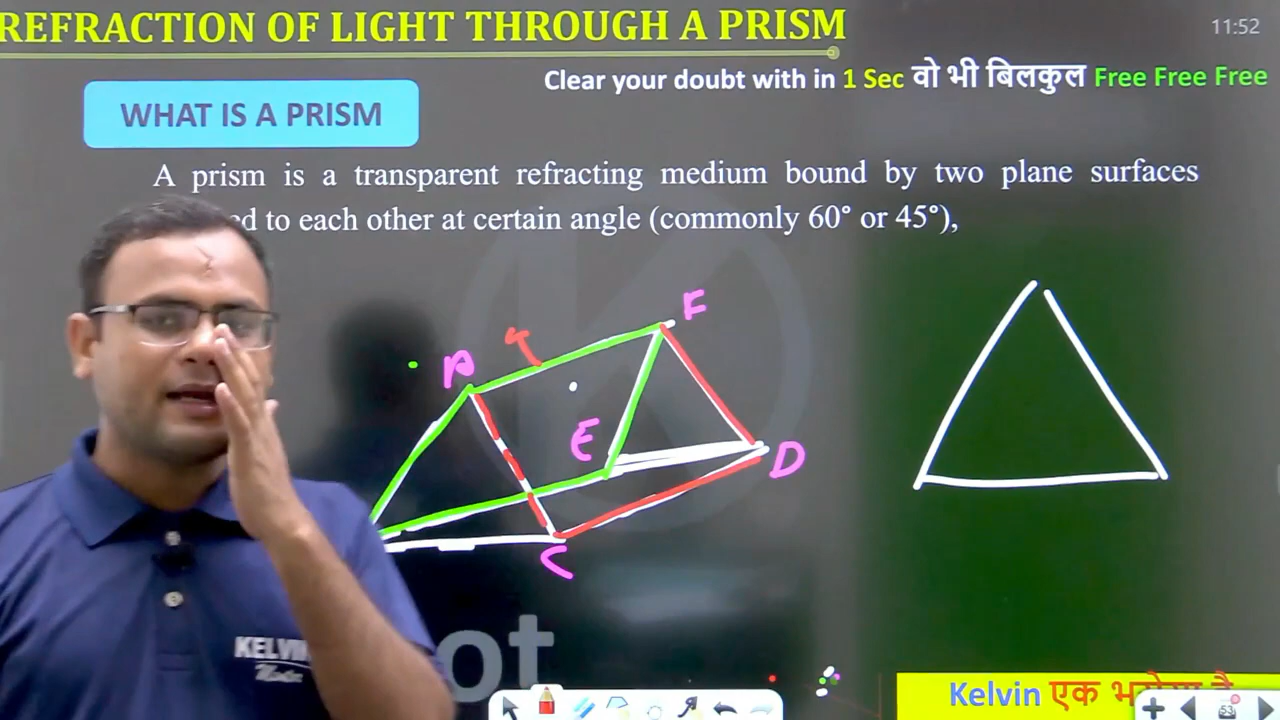 REFRACTION OF LIGHT THROUGH A PRISM
11:52
Clear your doubt with in 1 Sec वो भी बिलकुल Free Free Free
WHAT IS A PRISM
A prism is a transparent refracting medium bound by two plane surfaces
to each other at certain angle (commonly 60° or 45°),
F
A
E
D
C
KELVIN
ot
Kelvin एक
53